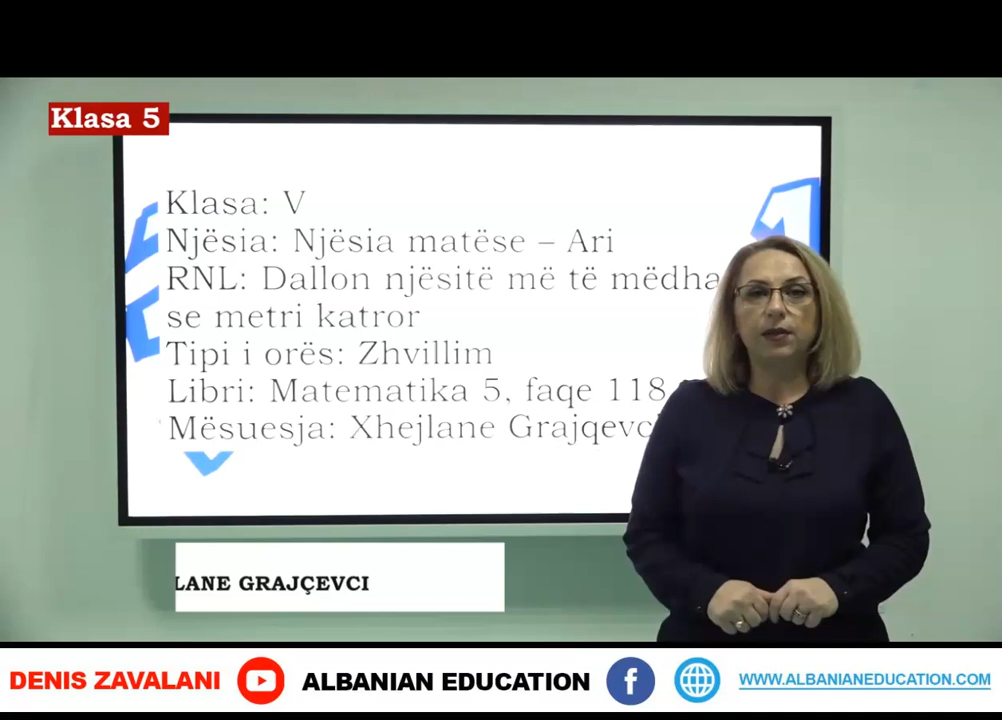 Klasa 5
Klasa: V
Njësia: Njësia matëse – Ari
RNL: Dallon njësitë më të mëdha
se metri katror
Tipi i orës: Zhvillim
Libri: Matematika 5, faqe 118
Mësuesja: Xhejlane Grajqevc
LANE GRAJÇEVCI
DENIS ZAVALANI
ALBANIAN EDUCATION
WWW.ALBANIANEDUCATION.COM